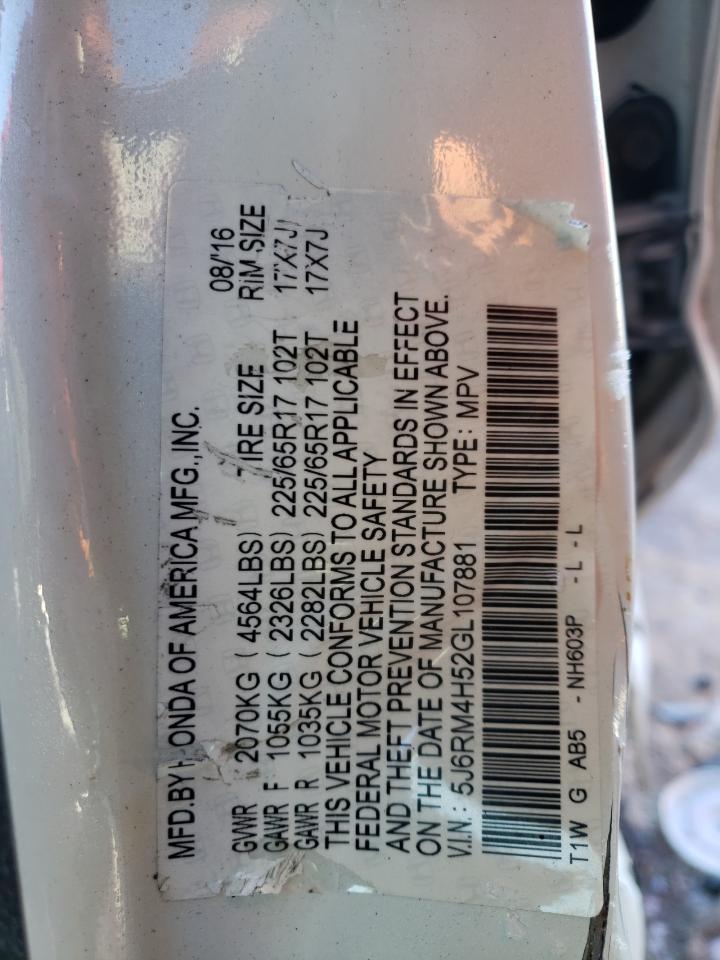 MFD.BY HONDA OF AMERICA MFG., INC. 08/'16
GVWR 2070KG ( 4564LBS) TIRE SIZE RIM SIZE
GAWR F 1055KG ( 2326LBS) 225/65R17 102T 17X7J
GAWR R 1035KG ( 2282LBS) 225/65R17 102T 17X7J
THIS VEHICLE CONFORMS TO ALL APPLICABLE
FEDERAL MOTOR VEHICLE SAFETY
AND THEFT PREVENTION STANDARDS IN EFFECT
ON THE DATE OF MANUFACTURE SHOWN ABOVE.
V.I.N.: 5J6RM4H52GL107881 TYPE: MPV
T1W G AB5 - NH603P - L - L